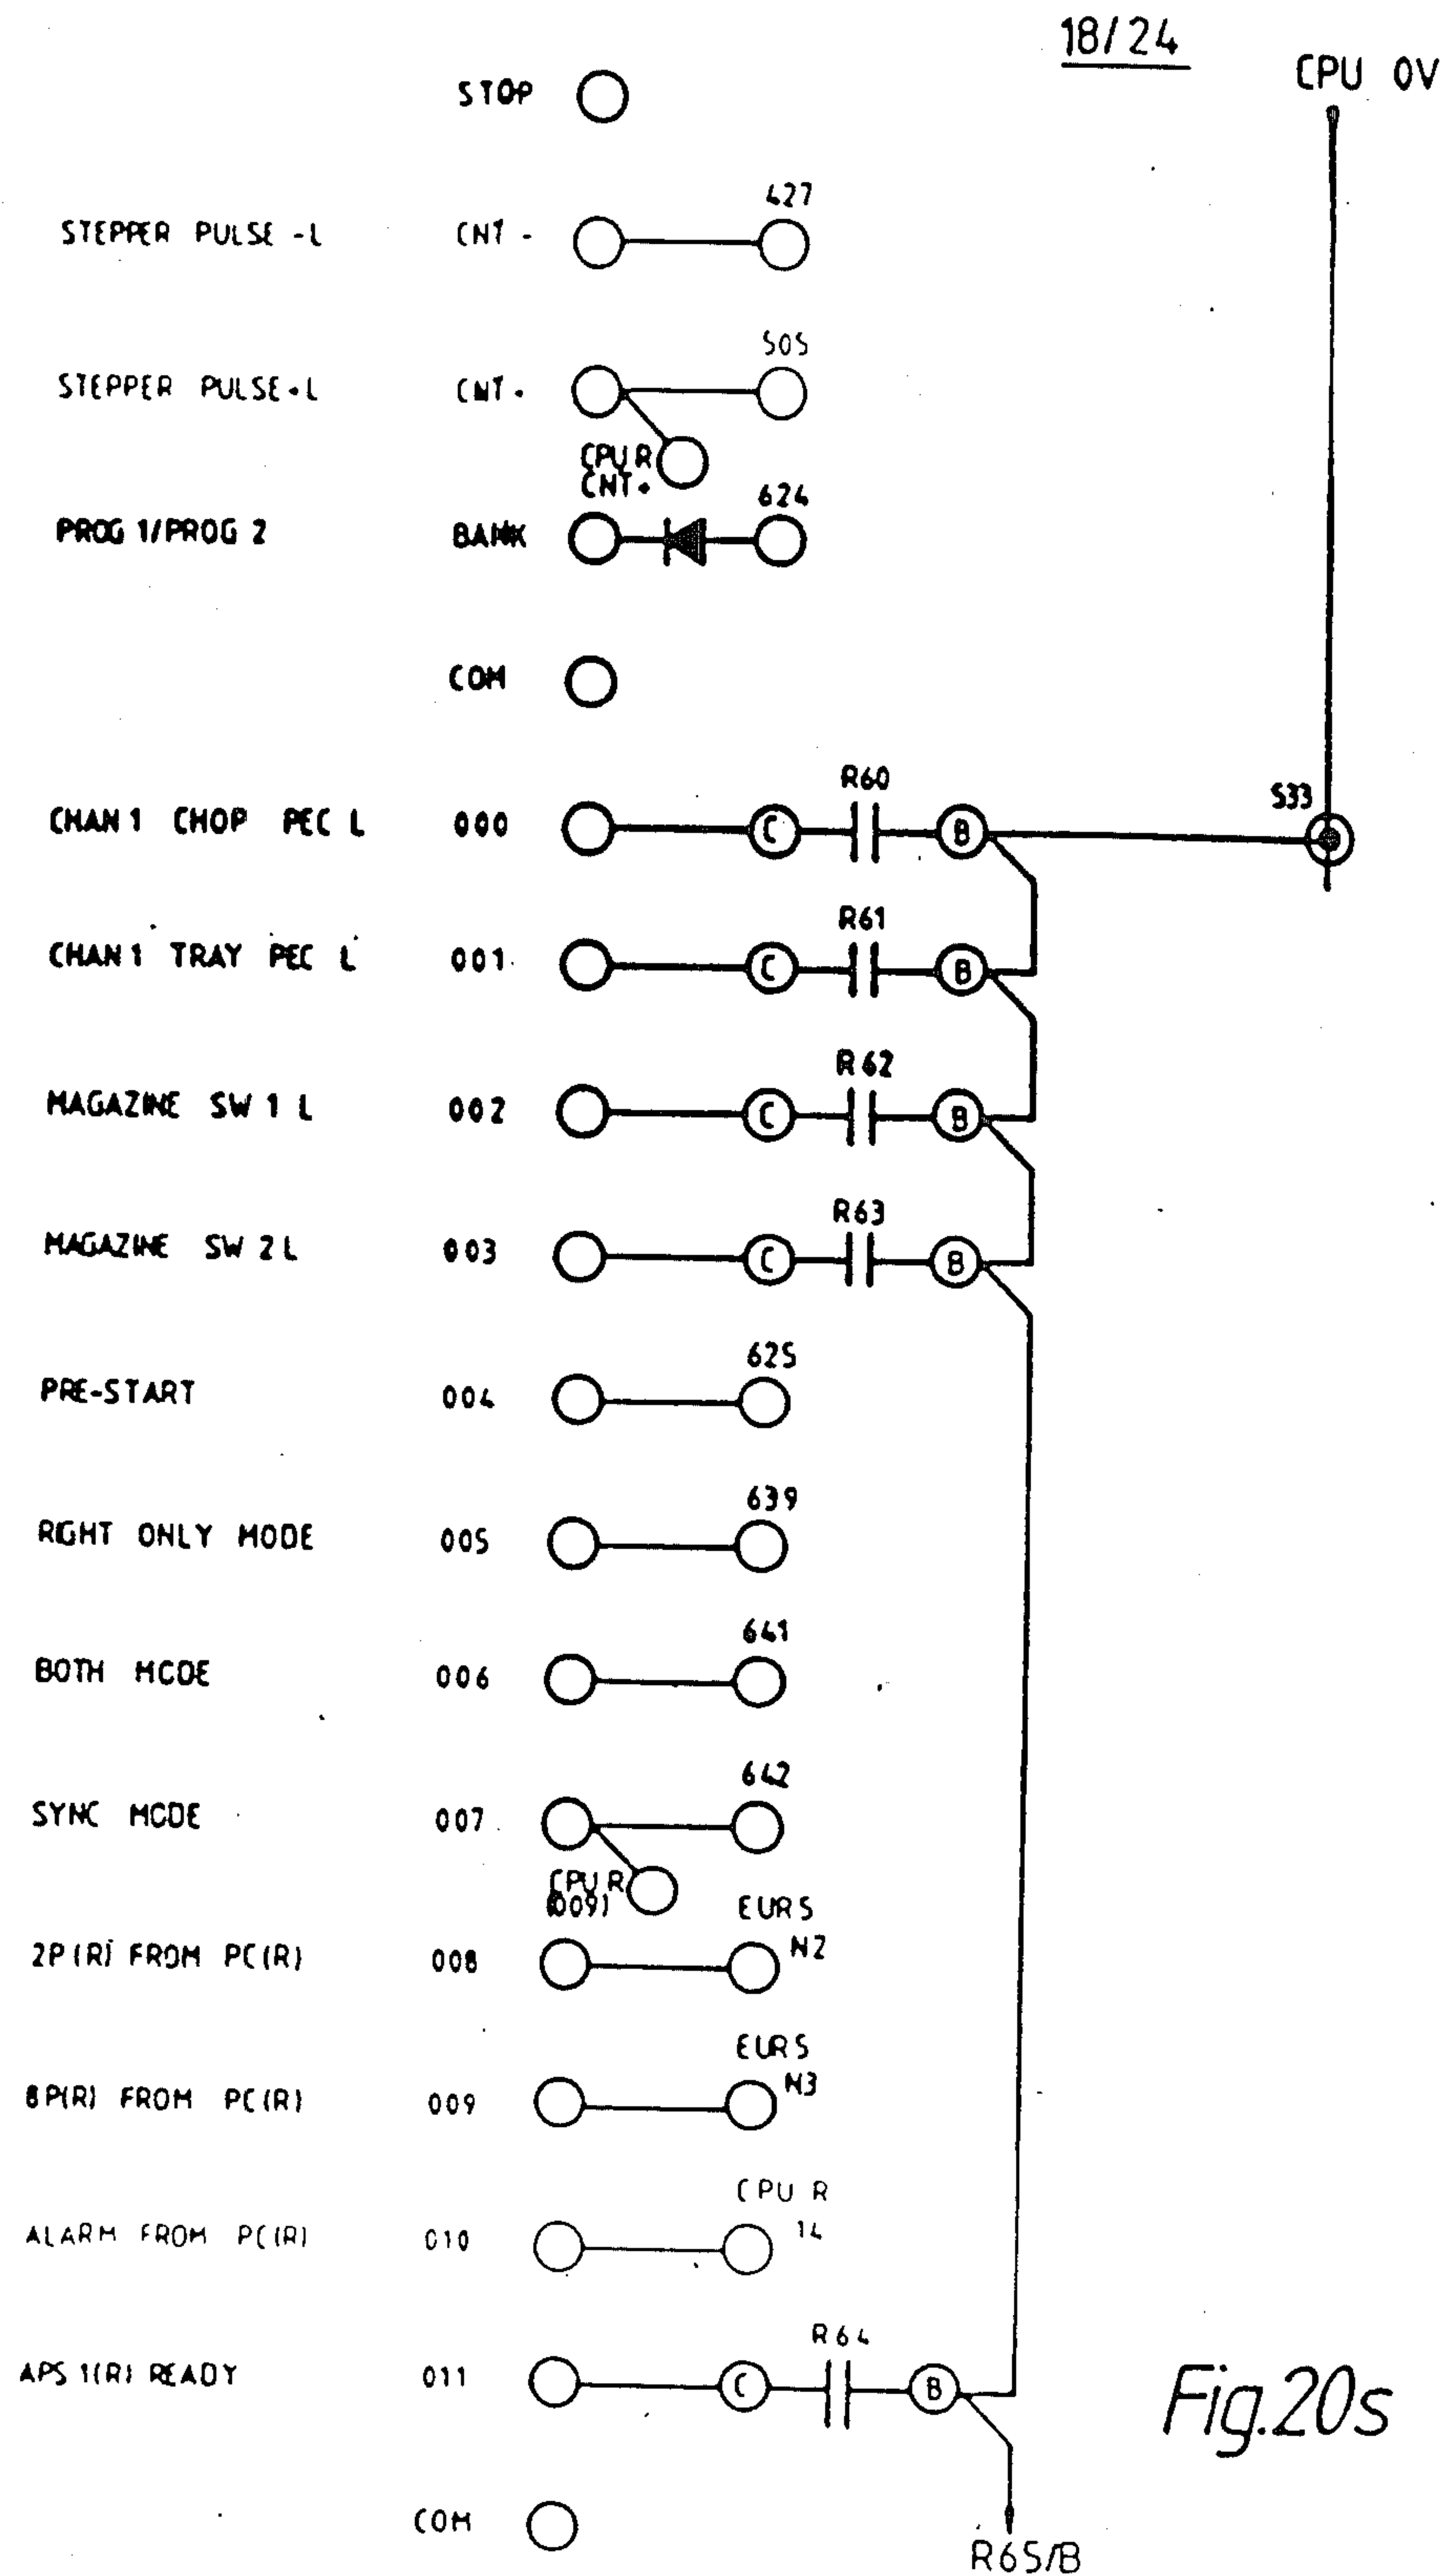 18/24
CPU 0V
STOP
427
STEPPER PULSE -L CNT -
505
STEPPER PULSE+L CNT+
CPU R
CNT+
624
PROG 1/PROG 2 BANK
COM
R60
533
CHAN 1 CHOP PEC L 000 C B
R61
CHAN 1 TRAY PEC L 001 C B
R62
MAGAZINE SW 1 L 002 C B
R63
MAGAZINE SW 2 L 003 C B
625
PRE-START 004
639
RIGHT ONLY MODE 005
641
BOTH MODE 006
642
SYNC MODE 007
CPU R
(009)
EUR5
N2
2P(R) FROM PC(R) 008
EUR5
N3
8P(R) FROM PC(R) 009
CPU R
14
ALARM FROM PC(R) 010
R64
APS 1(R) READY 011 C B
Fig.20s
COM
R65/B